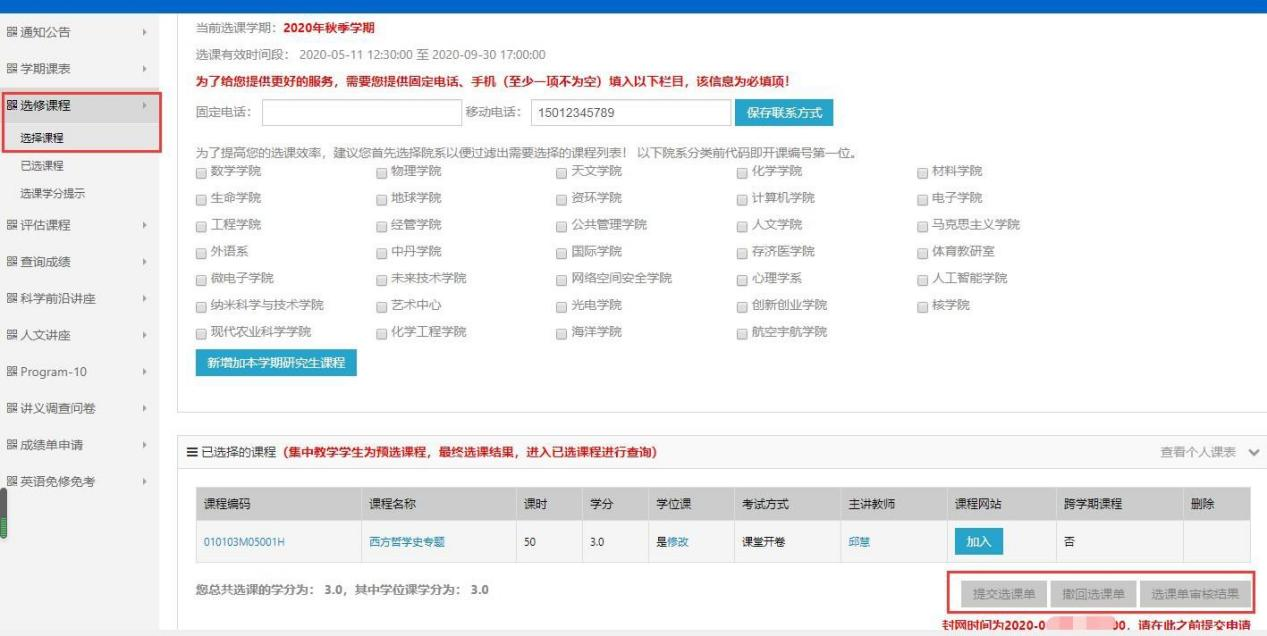 通知公告
学期课表
选修课程
选择课程
已选课程
选课学分提示
评估课程
查询成绩
科学前沿讲座
人文讲座
Program-10
讲义调查问卷
成绩单申请
英语免修免考
当前选课学期：2020年秋季学期
选课有效时间段： 2020-05-11 12:30:00 至 2020-09-30 17:00:00
为了给您提供更好的服务，需要您提供固定电话、手机（至少一项不为空）填入以下栏目，该信息为必填项！
固定电话： 移动电话： 15012345789 保存联系方式
为了提高您的选课效率，建议您首先选择院系以便过滤出需要选择的课程列表！ 以下院系分类前代码即开课编号第一位。
数学学院 物理学院 天文学院 化学学院 材料学院
生命学院 地球学院 资环学院 计算机学院 电子学院
工程学院 经管学院 公共管理学院 人文学院 马克思主义学院
外语系 中丹学院 国际学院 存济医学院 体育教研室
微电子学院 未来技术学院 网络空间安全学院 心理学系 人工智能学院
纳米科学与技术学院 艺术中心 光电学院 创新创业学院 核学院
现代农业科学学院 化学工程学院 海洋学院 航空宇航学院
新增加本学期研究生课程
已选择的课程（集中教学学生为预选课程，最终选课结果，进入已选课程进行查询） 查看个人课表
课程编码 课程名称 课时 学分 学位课 考试方式 主讲教师 课程网站 跨学期课程 删除
010103M05001H 西方哲学史专题 50 3.0 是修改 课堂开卷 邱慧 加入 否
您总共选课的学分为： 3.0，其中学位课学分为： 3.0
提交选课单 撤回选课单 选课单审核结果
封网时间为2020-0 00，请在此之前提交申请